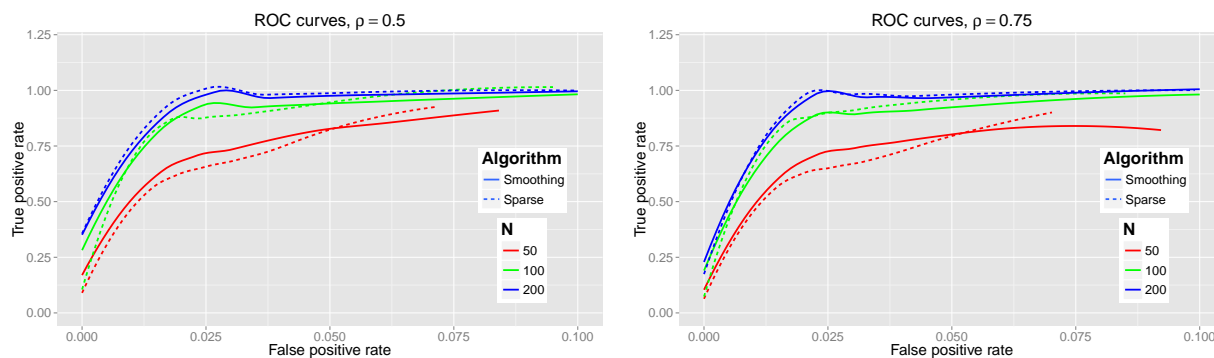 ROC curves, ρ = 0.5
1.25
1.00
0.75
0.50
0.25
0.00
True positive rate
Algorithm
Smoothing
Sparse
N
50
100
200
0.000
0.025
0.050
0.075
0.100
False positive rate
ROC curves, ρ = 0.75
1.25
1.00
0.75
0.50
0.25
0.00
True positive rate
Algorithm
Smoothing
Sparse
N
50
100
200
0.000
0.025
0.050
0.075
0.100
False positive rate